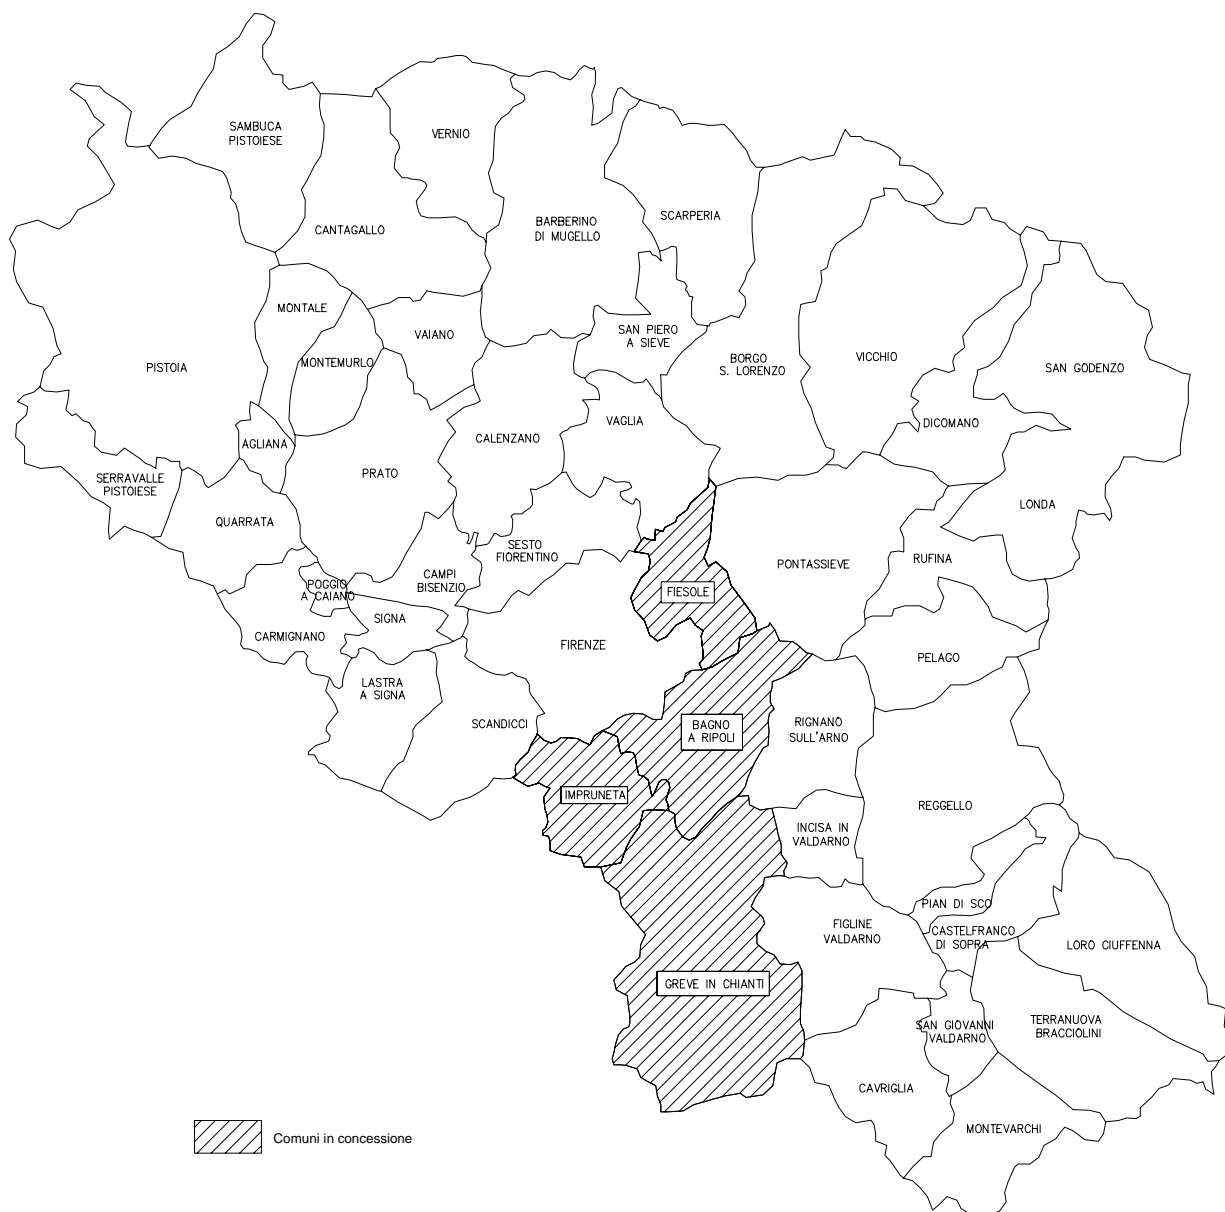 SAMBUCA
PISTOIESE
VERNIO
CANTAGALLO
BARBERINO
DI MUGELLO
SCARPERIA
MONTALE
MONTEMURLO
VAIANO
SAN PIERO
A SIEVE
BORGO
S. LORENZO
VICCHIO
SAN GODENZO
PISTOIA
AGLIANA
CALENZANO
VAGLIA
DICOMANO
SERRAVALLE
PISTOIESE
PRATO
QUARRATA
LONDA
SESTO
FIORENTINO
PONTASSIEVE
RUFINA
POGGIO
A CAIANO
CAMPI
BISENZIO
FIESOLE
CARMIGNANO
SIGNA
FIRENZE
PELAGO
LASTRA
A SIGNA
SCANDICCI
BAGNO
A RIPOLI
RIGNANO
SULL'ARNO
IMPRUNETA
REGGELLO
INCISA IN
VALDARNO
PIAN DI SCO
FIGLINE
VALDARNO
CASTELFRANCO
DI SOPRA
LORO CIUFFENNA
GREVE IN CHIANTI
SAN GIOVANNI
VALDARNO
TERRANUOVA
BRACCIOLINI
CAVRIGLIA
MONTEVARCHI
Comuni in concessione